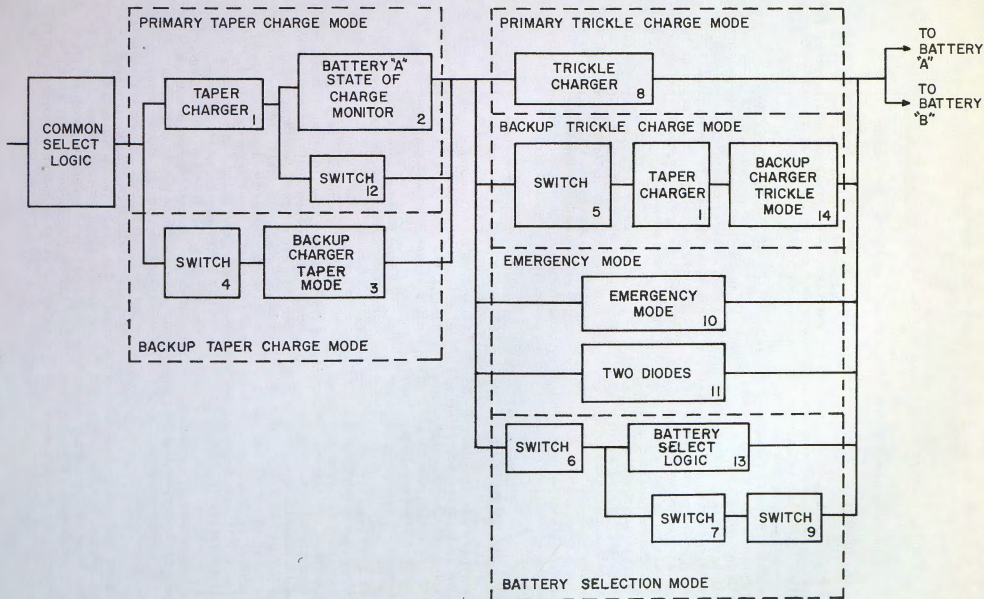 PRIMARY TAPER CHARGE MODE
COMMON
SELECT
LOGIC
TAPER
CHARGER
1
BATTERY "A"
STATE OF
CHARGE
MONITOR
2
SWITCH
12
SWITCH
4
BACKUP
CHARGER
TAPER
MODE
3
BACKUP TAPER CHARGE MODE
PRIMARY TRICKLE CHARGE MODE
TRICKLE
CHARGER
8
BACKUP TRICKLE CHARGE MODE
SWITCH
5
TAPER
CHARGER
1
BACKUP
CHARGER
TRICKLE
MODE
14
EMERGENCY MODE
EMERGENCY
MODE
10
TWO DIODES
11
SWITCH
6
BATTERY
SELECT
LOGIC
13
SWITCH
7
SWITCH
9
BATTERY SELECTION MODE
TO
BATTERY
"A"
TO
BATTERY
"B"